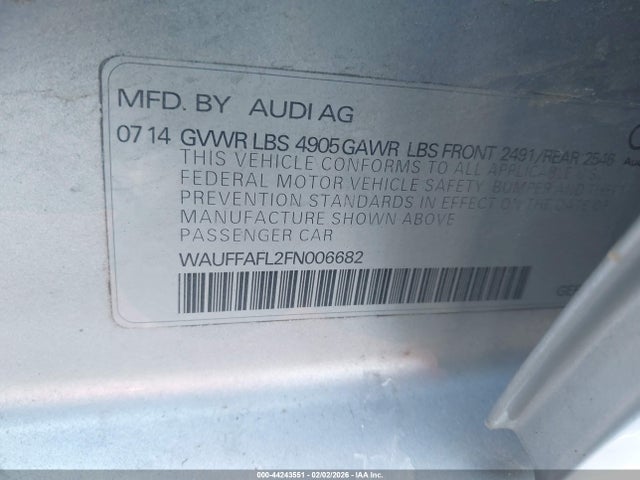 MFD. BY AUDI AG
07 14 GVWR LBS 4905 GAWR LBS FRONT 2491/REAR 2546
THIS VEHICLE CONFORMS TO ALL APPLICABLE U.S.
FEDERAL MOTOR VEHICLE SAFETY BUMPER AND THEFT
PREVENTION STANDARDS IN EFFECT ON THE DATE OF
MANUFACTURE SHOWN ABOVE
PASSENGER CAR
WAUFFAFL2FN006682
000-44243551 - 02/02/2026 - IAA Inc.